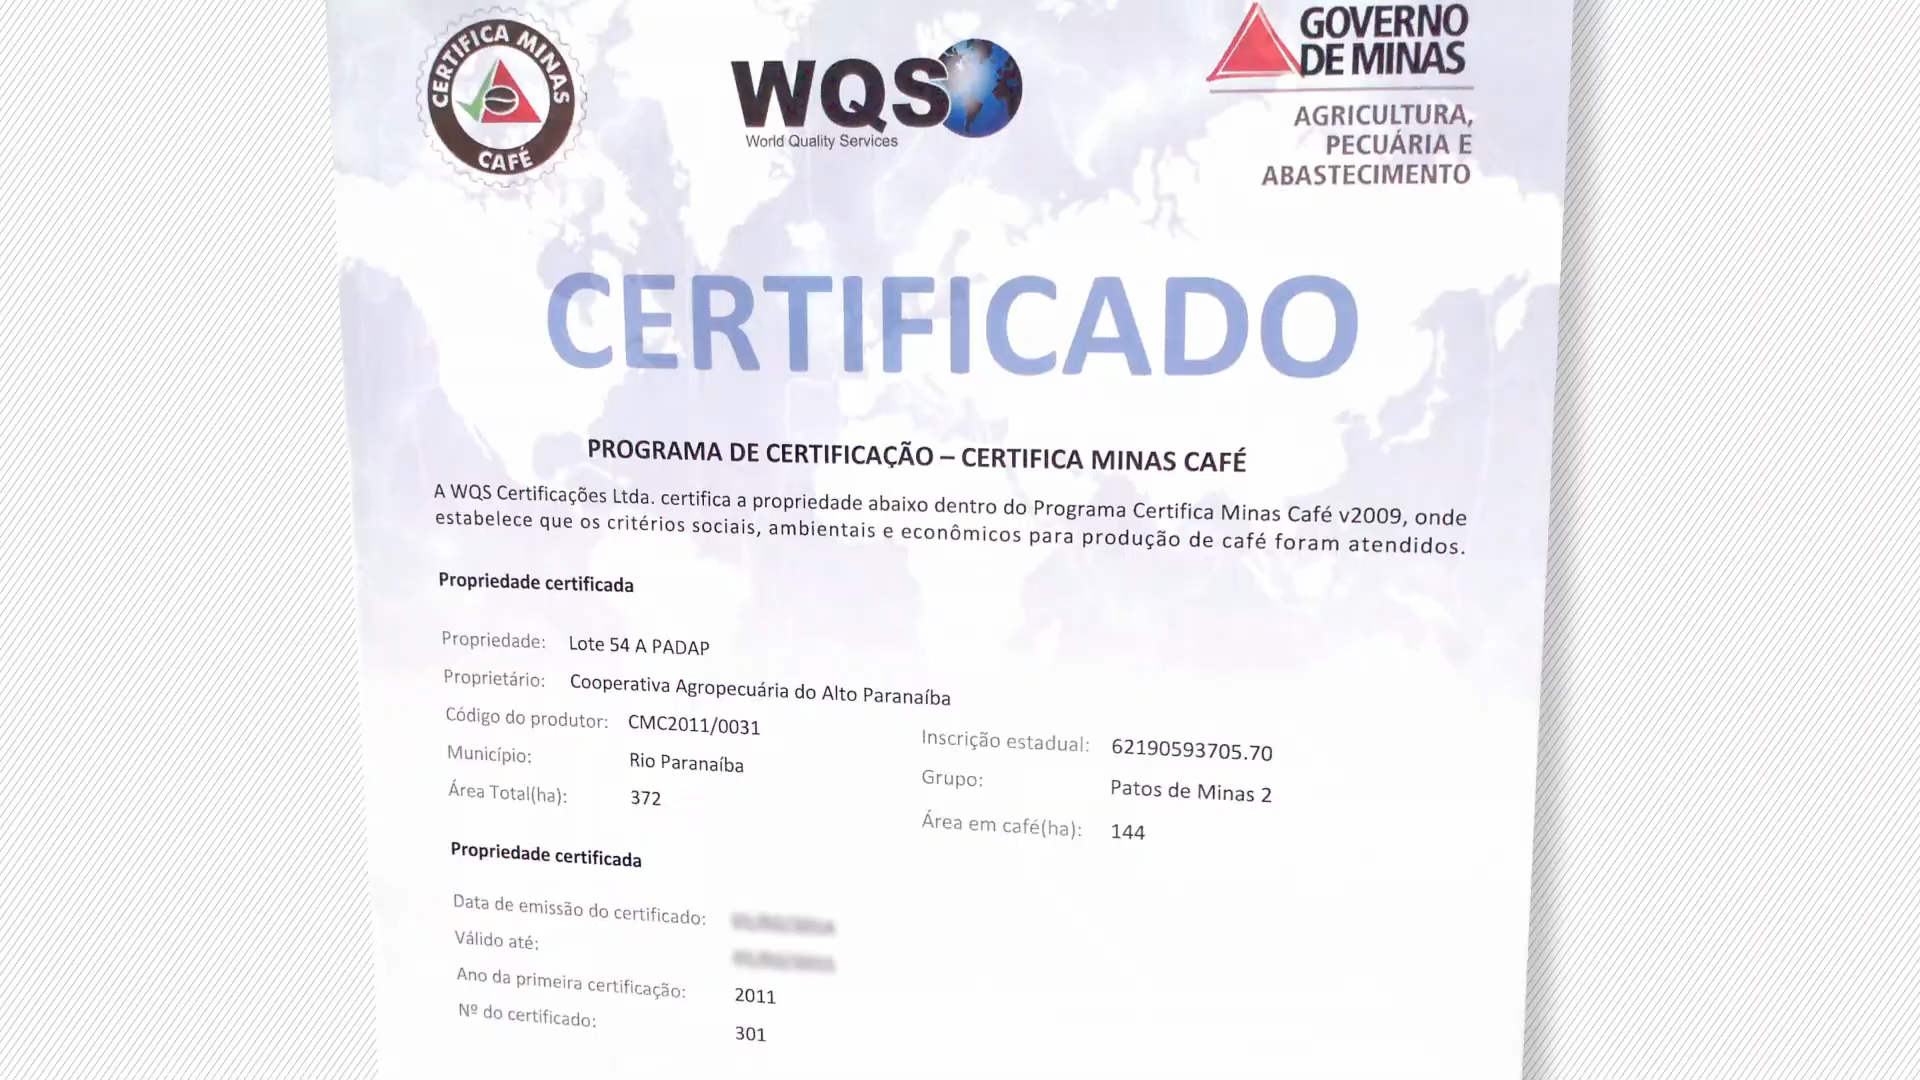 CERTIFICA MINAS
CAFÉ
WQS
World Quality Services
GOVERNO
DE MINAS
AGRICULTURA,
PECUÁRIA E
ABASTECIMENTO
CERTIFICADO
PROGRAMA DE CERTIFICAÇÃO – CERTIFICA MINAS CAFÉ
A WQS Certificações Ltda. certifica a propriedade abaixo dentro do Programa Certifica Minas Café v2009, onde
estabelece que os critérios sociais, ambientais e econômicos para produção de café foram atendidos.
Propriedade certificada
Propriedade: Lote 54 A PADAP
Proprietário: Cooperativa Agropecuária do Alto Paranaíba
Código do produtor: CMC2011/0031
Inscrição estadual: 62190593705.70
Município: Rio Paranaíba
Grupo: Patos de Minas 2
Área Total(ha): 372
Área em café(ha): 144
Propriedade certificada
Data de emissão do certificado:
Válido até:
Ano da primeira certificação: 2011
Nº do certificado: 301